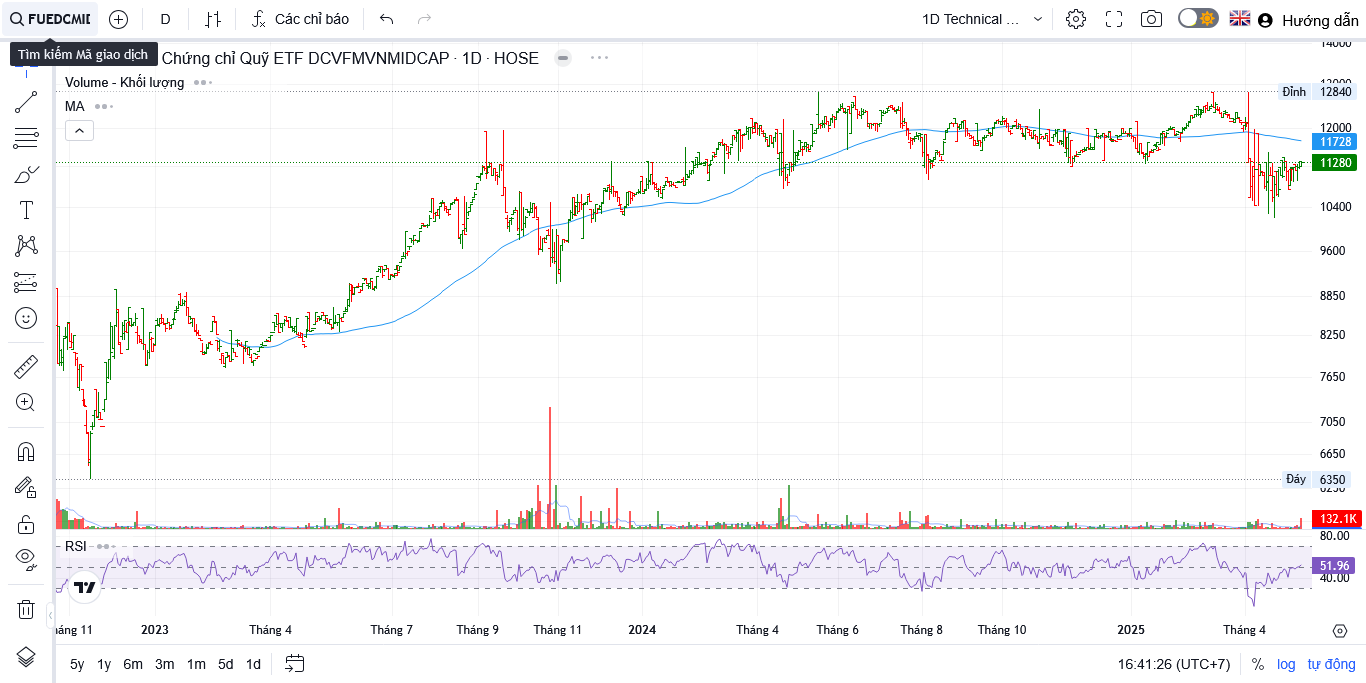 FUEDCMID
D
Các chỉ báo
1D Technical ...
Hướng dẫn
Tìm kiếm Mã giao dịch
Chứng chỉ Quỹ ETF DCVFMVNMIDCAP · 1D · HOSE
Volume - Khối lượng
MA
14000
Đỉnh 12840
12000
11728
11280
10400
9600
8850
8250
7650
7050
6650
Đáy 6350
132.1K
RSI
80.00
51.96
40.00
háng 11 2023 Tháng 4 Tháng 7 Tháng 9 Tháng 11 2024 Tháng 4 Tháng 6 Tháng 8 Tháng 10 2025 Tháng 4
5y 1y 6m 3m 1m 5d 1d
16:41:26 (UTC+7) % log tự động